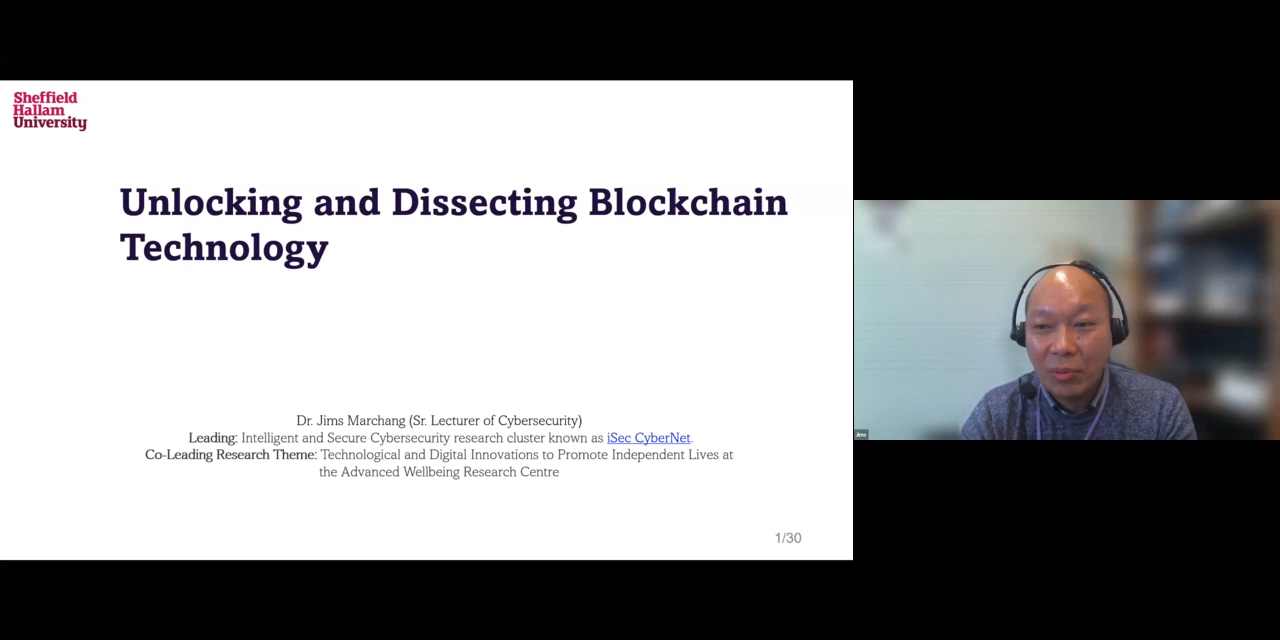 Sheffield
Hallam
University
Unlocking and Dissecting Blockchain
Technology
Dr. Jims Marchang (Sr. Lecturer of Cybersecurity)
Leading: Intelligent and Secure Cybersecurity research cluster known as iSec CyberNet.
Co-Leading Research Theme: Technological and Digital Innovations to Promote Independent Lives at
the Advanced Wellbeing Research Centre
1/30
Jims